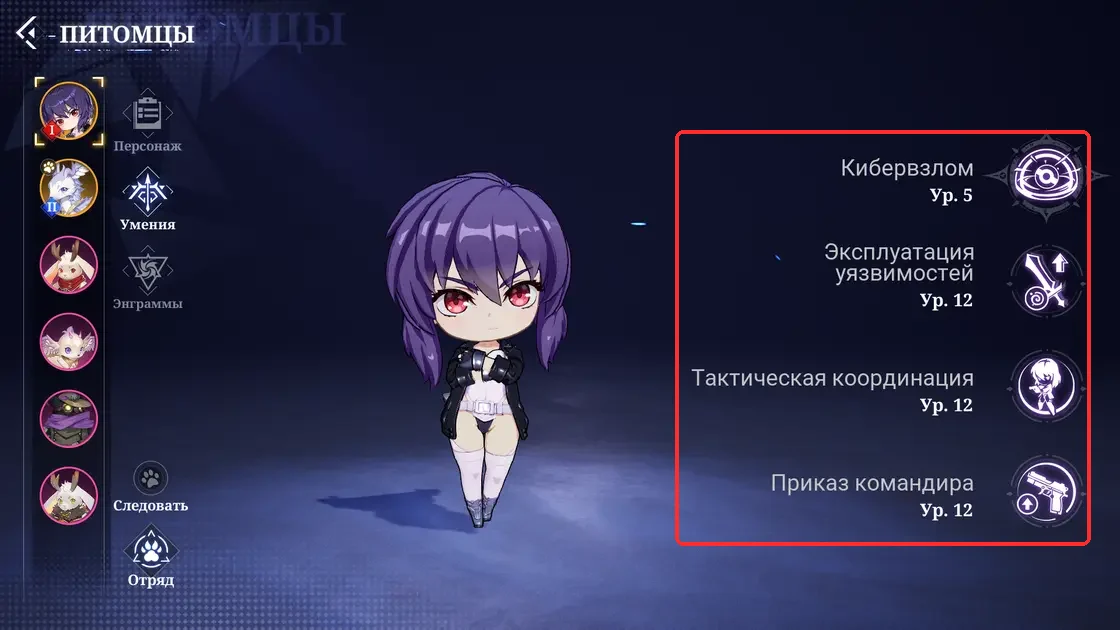 ПИТОМЦЫ
Персонаж
Умения
Энграммы
Следовать
Отряд
I
II
Кибервзлом
Ур. 5
Эксплуатация
уязвимостей
Ур. 12
Тактическая координация
Ур. 12
Приказ командира
Ур. 12